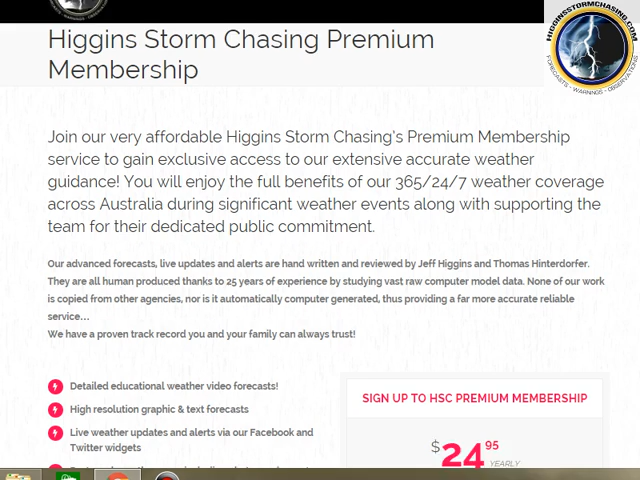 Higgins Storm Chasing Premium
Membership
HIGGINSSTORMCHASING.COM
FORECASTS - WARNINGS - OBSERVATIONS
Join our very affordable Higgins Storm Chasing's Premium Membership
service to gain exclusive access to our extensive accurate weather
guidance! You will enjoy the full benefits of our 365/24/7 weather coverage
across Australia during significant weather events along with supporting the
team for their dedicated public commitment.
Our advanced forecasts, live updates and alerts are hand written and reviewed by Jeff Higgins and Thomas Hinterdorfer.
They are all human produced thanks to 25 years of experience by studying vast raw computer model data. None of our work
is copied from other agencies, nor is it automatically computer generated, thus providing a far more accurate reliable
service...
We have a proven track record you and your family can always trust!
Detailed educational weather video forecasts!
High resolution graphic & text forecasts
Live weather updates and alerts via our Facebook and
Twitter widgets
SIGN UP TO HSC PREMIUM MEMBERSHIP
$24.95
YEARLY